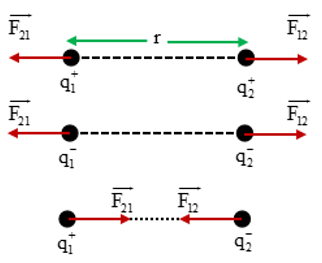 r
F₂₁ F₁₂
q₁⁺ q₂⁺
F₂₁ F₁₂
q₁⁻ q₂⁻
F₂₁ F₁₂
q₁⁺ q₂⁻